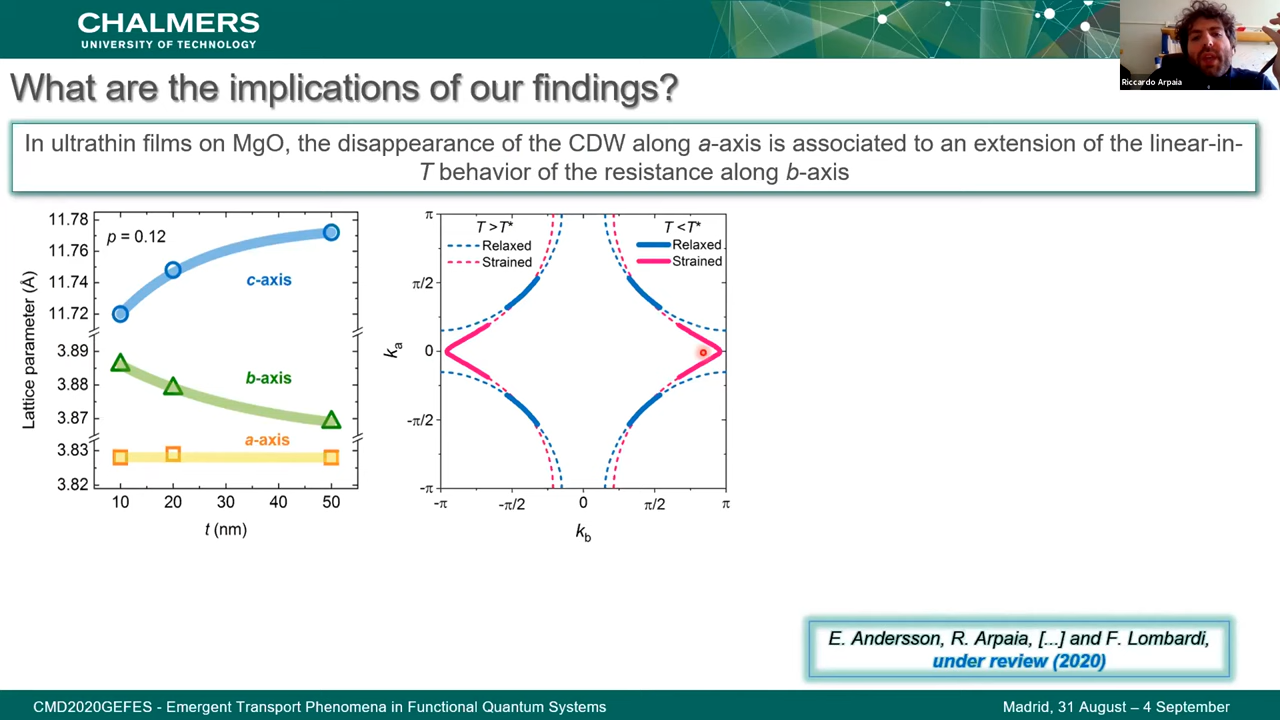 CHALMERS
UNIVERSITY OF TECHNOLOGY
Riccardo Arpaia
What are the implications of our findings?
In ultrathin films on MgO, the disappearance of the CDW along a-axis is associated to an extension of the linear-in-
T behavior of the resistance along b-axis
11.78
11.76
11.74
11.72
3.89
3.88
3.87
3.83
3.82
Lattice parameter (Å)
p = 0.12
c-axis
b-axis
a-axis
10 20 30 40 50
t (nm)
π
π/2
0
-π/2
-π
kₐ
T >T*
Relaxed
Strained
T <T*
Relaxed
Strained
-π -π/2 0 π/2 π
k_b
E. Andersson, R. Arpaia, [...] and F. Lombardi,
under review (2020)
CMD2020GEFES - Emergent Transport Phenomena in Functional Quantum Systems
Madrid, 31 August – 4 September